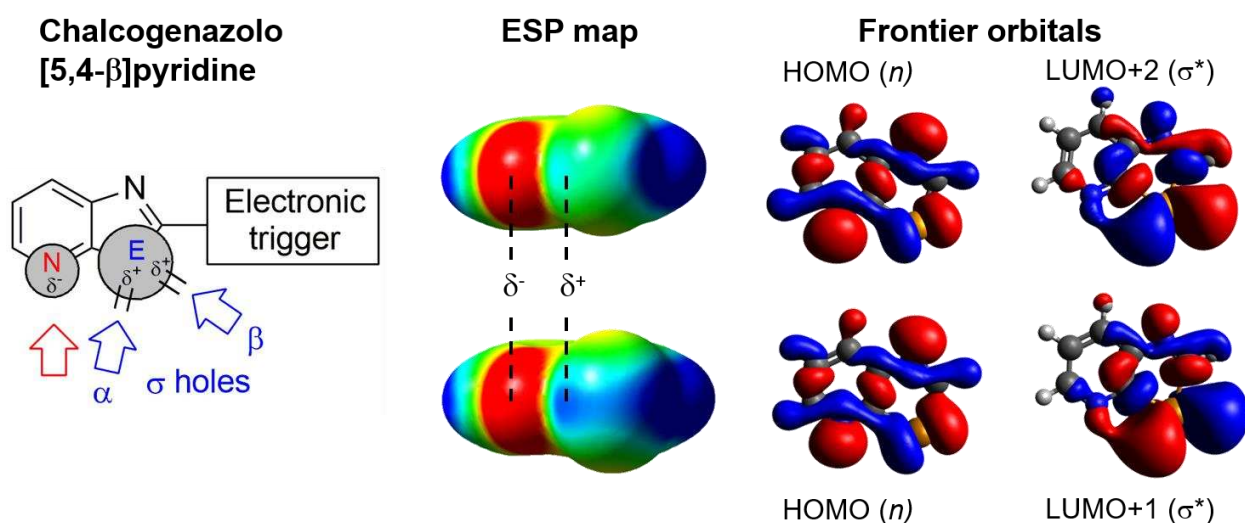 Chalcogenazolo
[5,4-β]pyridine
ESP map
Frontier orbitals
HOMO (n)
LUMO+2 (σ*)
N
Electronic
trigger
E
N
δ⁺
δ⁺
δ⁻
β
α
σ holes
δ⁻
δ⁺
HOMO (n)
LUMO+1 (σ*)